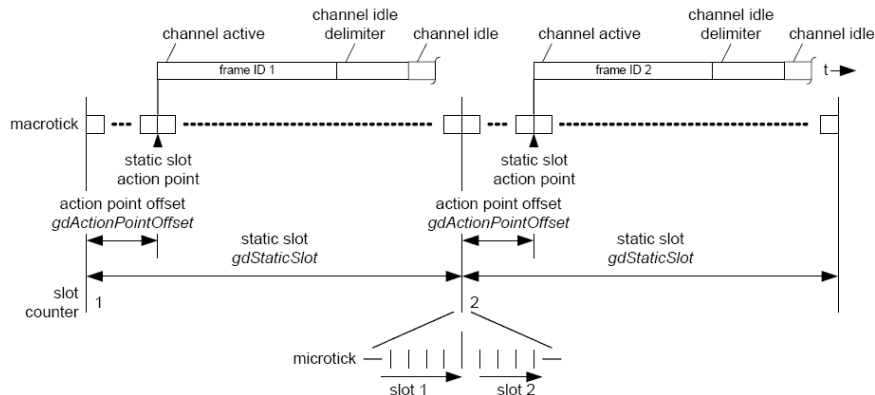 channel active
channel idle
delimiter
channel idle
channel active
channel idle
delimiter
channel idle
frame ID 1
frame ID 2
t
macrotick
static slot
action point
static slot
action point
action point offset
gdActionPointOffset
action point offset
gdActionPointOffset
static slot
gdStaticSlot
static slot
gdStaticSlot
slot
counter
1
2
microtick
slot 1
slot 2